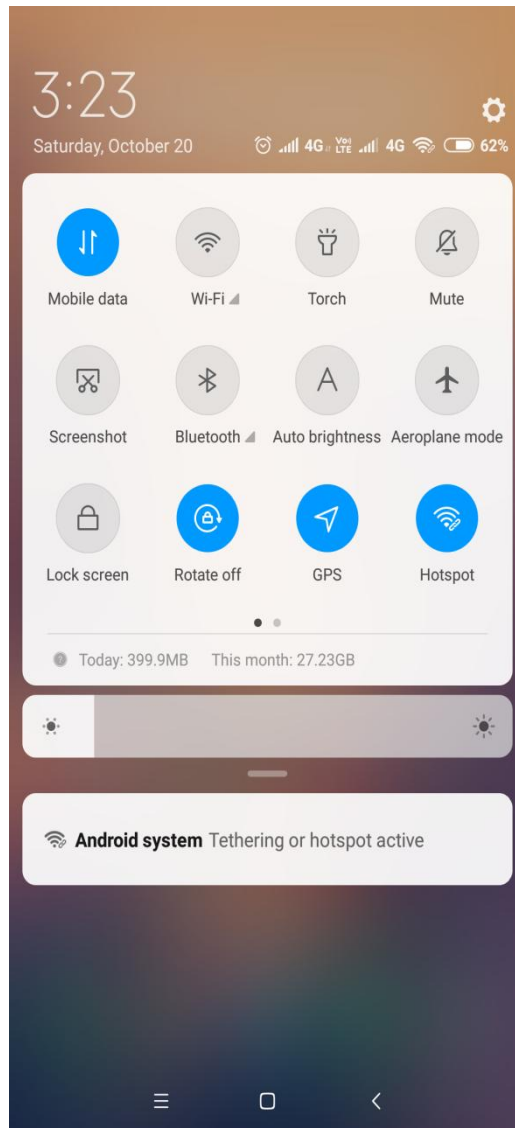 3:23
Saturday, October 20 4G VoLTE 4G 62%
Mobile data Wi-Fi Torch Mute
A
Screenshot Bluetooth Auto brightness Aeroplane mode
Lock screen Rotate off GPS Hotspot
Today: 399.9MB This month: 27.23GB
Android system Tethering or hotspot active